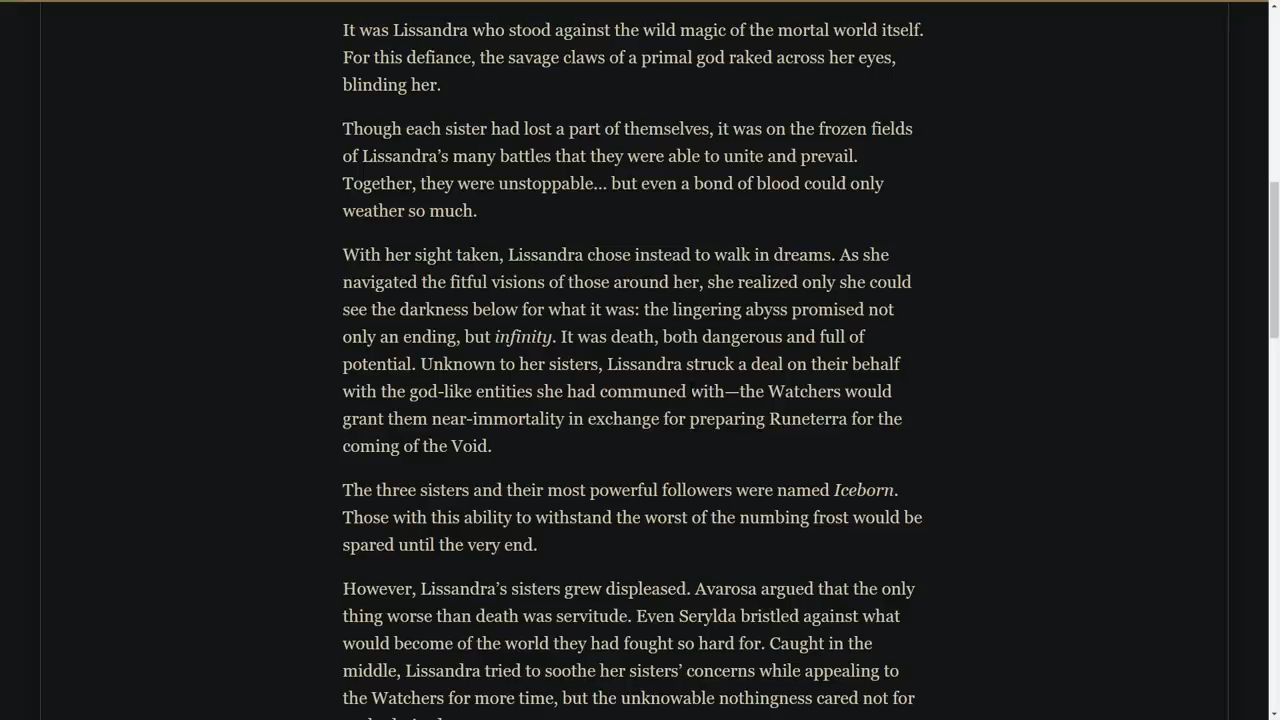 It was Lissandra who stood against the wild magic of the mortal world itself.
For this defiance, the savage claws of a primal god raked across her eyes,
blinding her.
Though each sister had lost a part of themselves, it was on the frozen fields
of Lissandra’s many battles that they were able to unite and prevail.
Together, they were unstoppable... but even a bond of blood could only
weather so much.
With her sight taken, Lissandra chose instead to walk in dreams. As she
navigated the fitful visions of those around her, she realized only she could
see the darkness below for what it was: the lingering abyss promised not
only an ending, but infinity. It was death, both dangerous and full of
potential. Unknown to her sisters, Lissandra struck a deal on their behalf
with the god-like entities she had communed with—the Watchers would
grant them near-immortality in exchange for preparing Runeterra for the
coming of the Void.
The three sisters and their most powerful followers were named Iceborn.
Those with this ability to withstand the worst of the numbing frost would be
spared until the very end.
However, Lissandra’s sisters grew displeased. Avarosa argued that the only
thing worse than death was servitude. Even Serylda bristled against what
would become of the world they had fought so hard for. Caught in the
middle, Lissandra tried to soothe her sisters’ concerns while appealing to
the Watchers for more time, but the unknowable nothingness cared not for